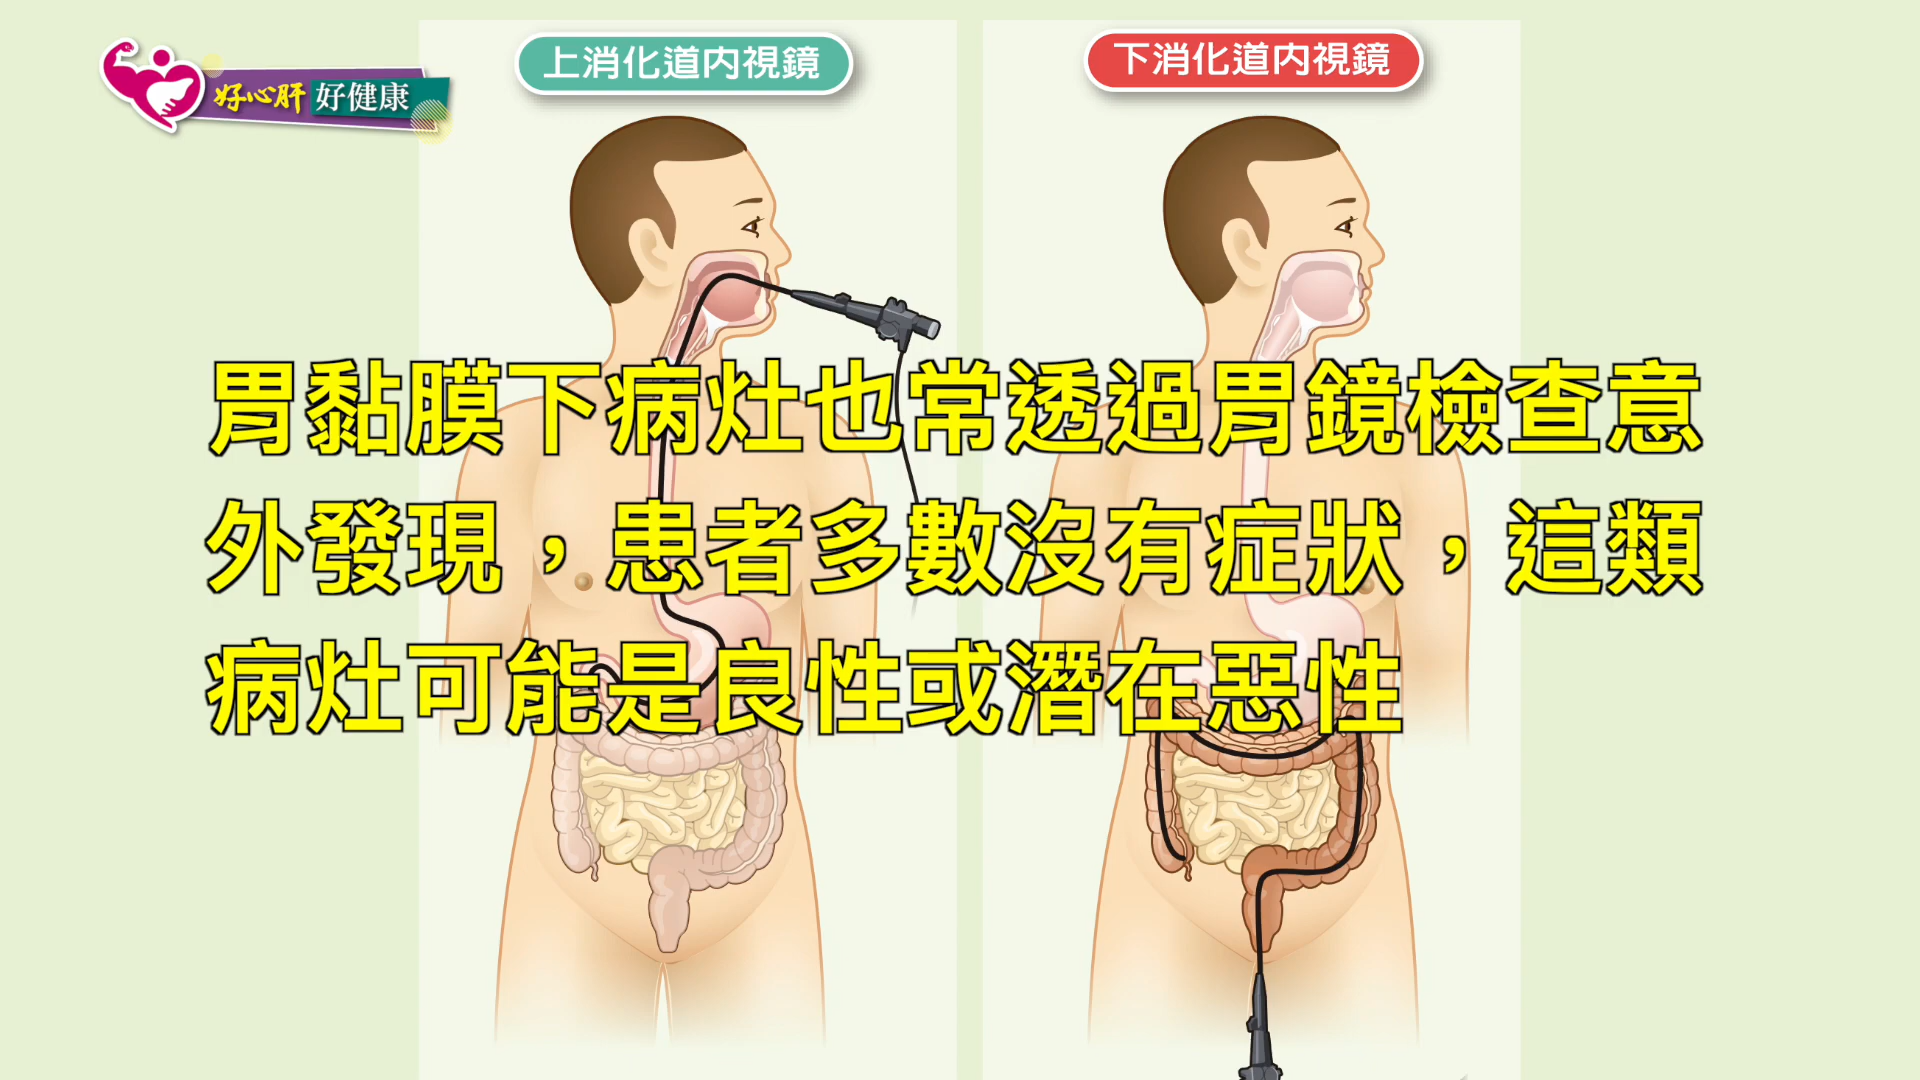 上消化道內視鏡
下消化道內視鏡
好心肝 好健康
胃黏膜下病灶也常透過胃鏡檢查意
外發現，患者多數沒有症狀，這類
病灶可能是良性或潛在惡性